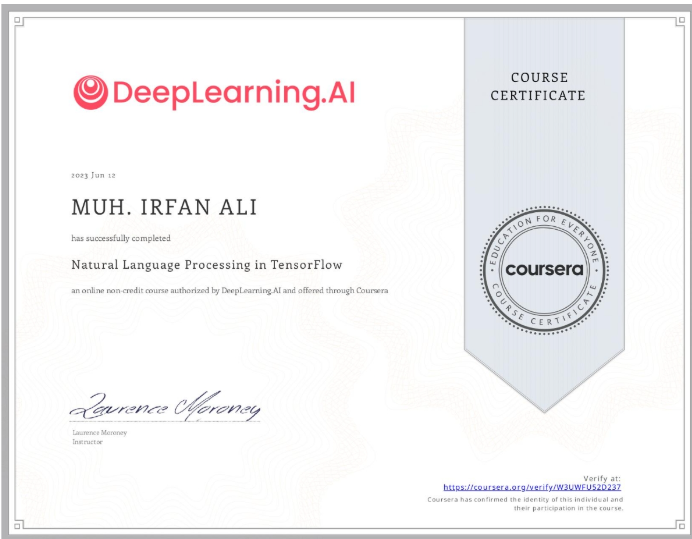 DeepLearning.AI
COURSE
CERTIFICATE
2023 Jun 12
MUH. IRFAN ALI
has successfully completed
Natural Language Processing in TensorFlow
an online non-credit course authorized by DeepLearning.AI and offered through Coursera
EDUCATION FOR EVERYONE
coursera
COURSE CERTIFICATE
Laurence Moroney
Laurence Moroney
Instructor
Verify at:
https://coursera.org/verify/W3UWFU52D237
Coursera has confirmed the identity of this individual and
their participation in the course.